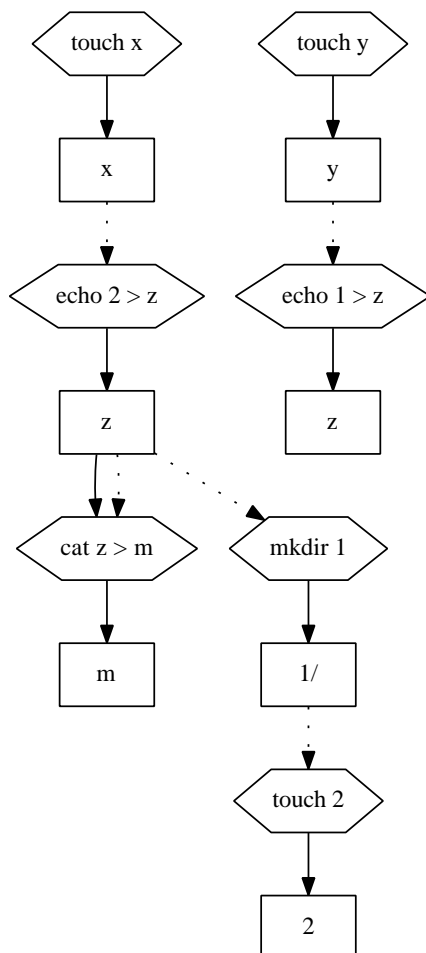 touch x
touch y
x
y
echo 2 > z
echo 1 > z
z
z
cat z > m
mkdir 1
m
1/
touch 2
2